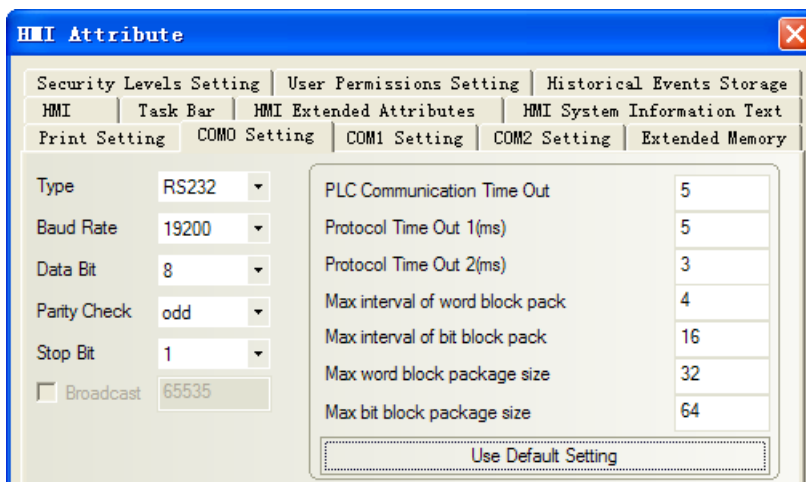 HMI Attribute
Security Levels Setting User Permissions Setting Historical Events Storage
HMI Task Bar HMI Extended Attributes HMI System Information Text
Print Setting COM0 Setting COM1 Setting COM2 Setting Extended Memory
Type RS232
Baud Rate 19200
Data Bit 8
Parity Check odd
Stop Bit 1
Broadcast 65535
PLC Communication Time Out 5
Protocol Time Out 1(ms) 5
Protocol Time Out 2(ms) 3
Max interval of word block pack 4
Max interval of bit block pack 16
Max word block package size 32
Max bit block package size 64
Use Default Setting